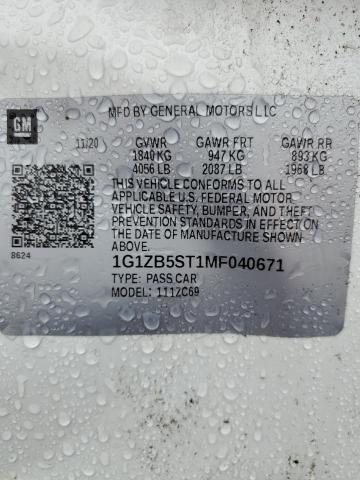 MFD BY GENERAL MOTORS LLC
GM
11/20 GVWR GAWR FRT GAWR RR
1840 KG 947 KG 893 KG
4056 LB 2087 LB 1968 LB
THIS VEHICLE CONFORMS TO ALL
APPLICABLE U.S. FEDERAL MOTOR
VEHICLE SAFETY, BUMPER, AND THEFT
PREVENTION STANDARDS IN EFFECT
ON THE DATE OF MANUFACTURE SHOWN
ABOVE.
8624
1G1ZB5ST1MF040671
TYPE: PASS CAR
MODEL: 111ZC69